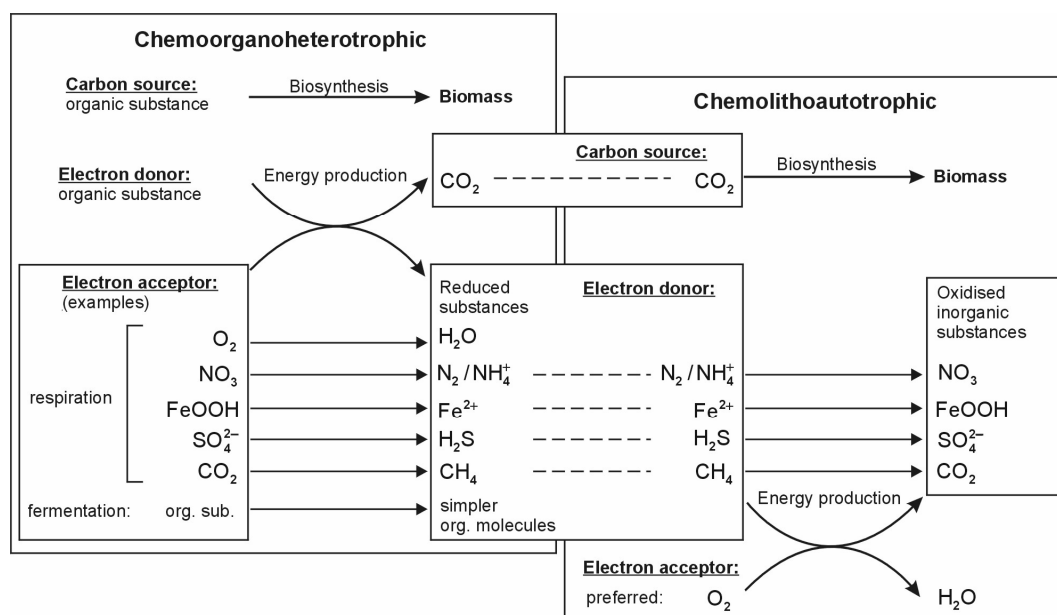 Chemoorganoheterotrophic
Carbon source:
organic substance
Biosynthesis
Biomass
Chemolithoautotrophic
Electron donor:
organic substance
Energy production
Carbon source:
CO₂ CO₂
Biosynthesis
Biomass
Electron acceptor:
(examples)
Reduced
substances
Electron donor:
Oxidised
inorganic
substances
respiration
O₂ H₂O
NO₃ N₂ / NH₄⁺ N₂ / NH₄⁺ NO₃
FeOOH Fe²⁺ Fe²⁺ FeOOH
SO₄²⁻ H₂S H₂S SO₄²⁻
CO₂ CH₄ CH₄ CO₂
fermentation: org. sub.
simpler
org. molecules
Energy production
Electron acceptor:
preferred: O₂
H₂O